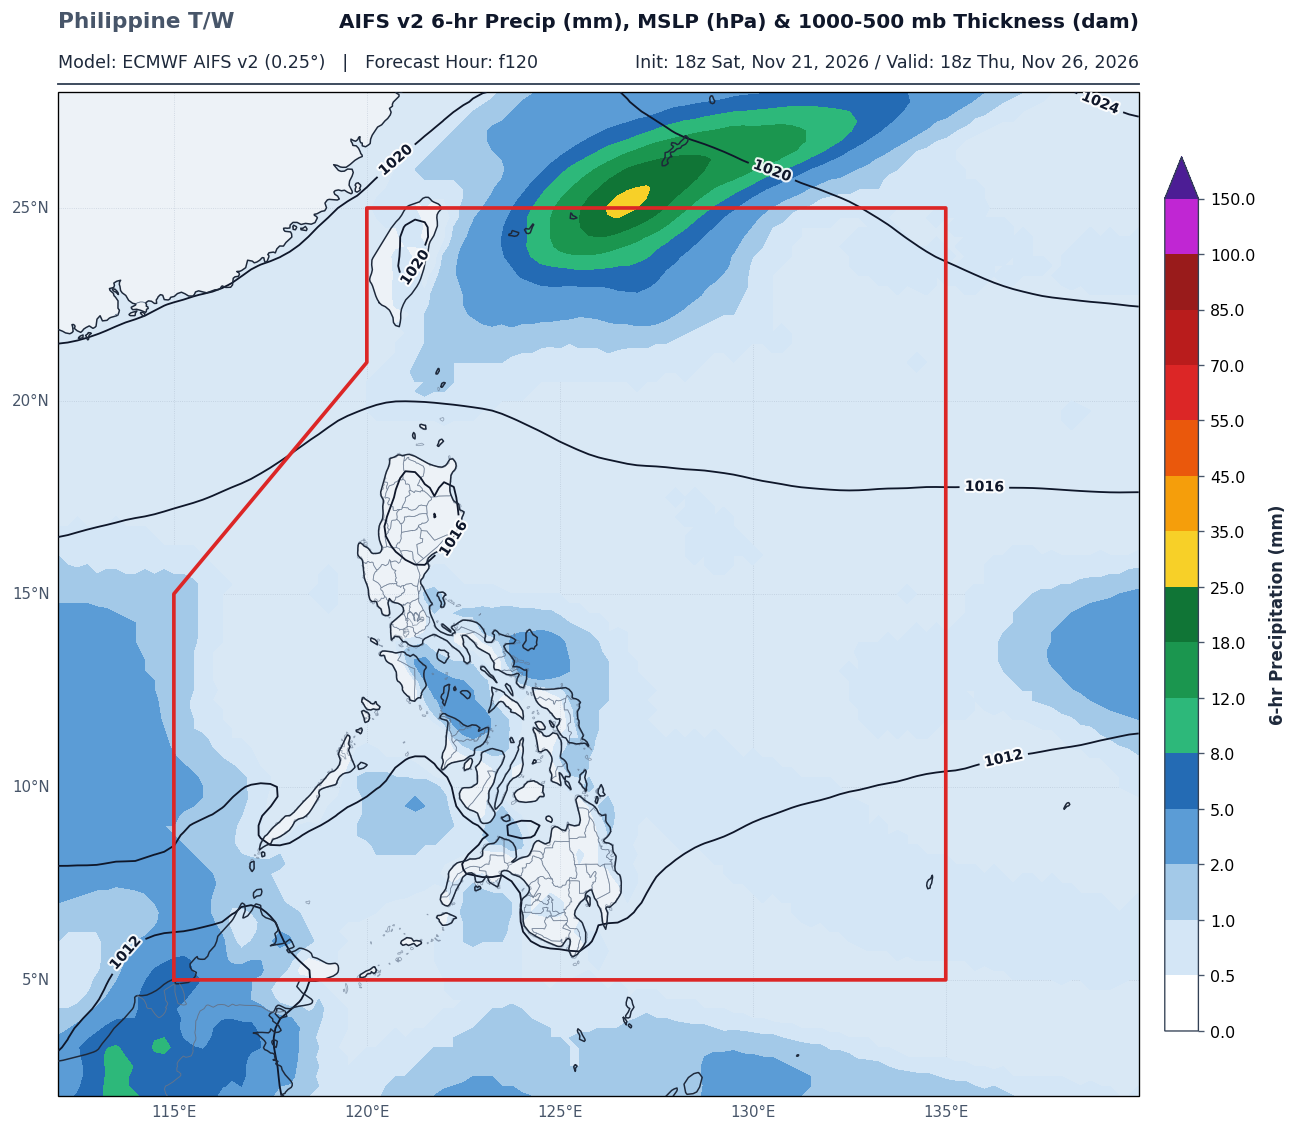 Philippine T/W
AIFS v2 6-hr Precip (mm), MSLP (hPa) & 1000-500 mb Thickness (dam)
Model: ECMWF AIFS v2 (0.25°) | Forecast Hour: f120
Init: 18z Sat, Nov 21, 2026 / Valid: 18z Thu, Nov 26, 2026
1024
1020
1020
1020
1016
1016
1012
1012
25°N
20°N
15°N
10°N
5°N
115°E
120°E
125°E
130°E
135°E
150.0
100.0
85.0
70.0
55.0
45.0
35.0
25.0
18.0
12.0
8.0
5.0
2.0
1.0
0.5
0.0
6-hr Precipitation (mm)